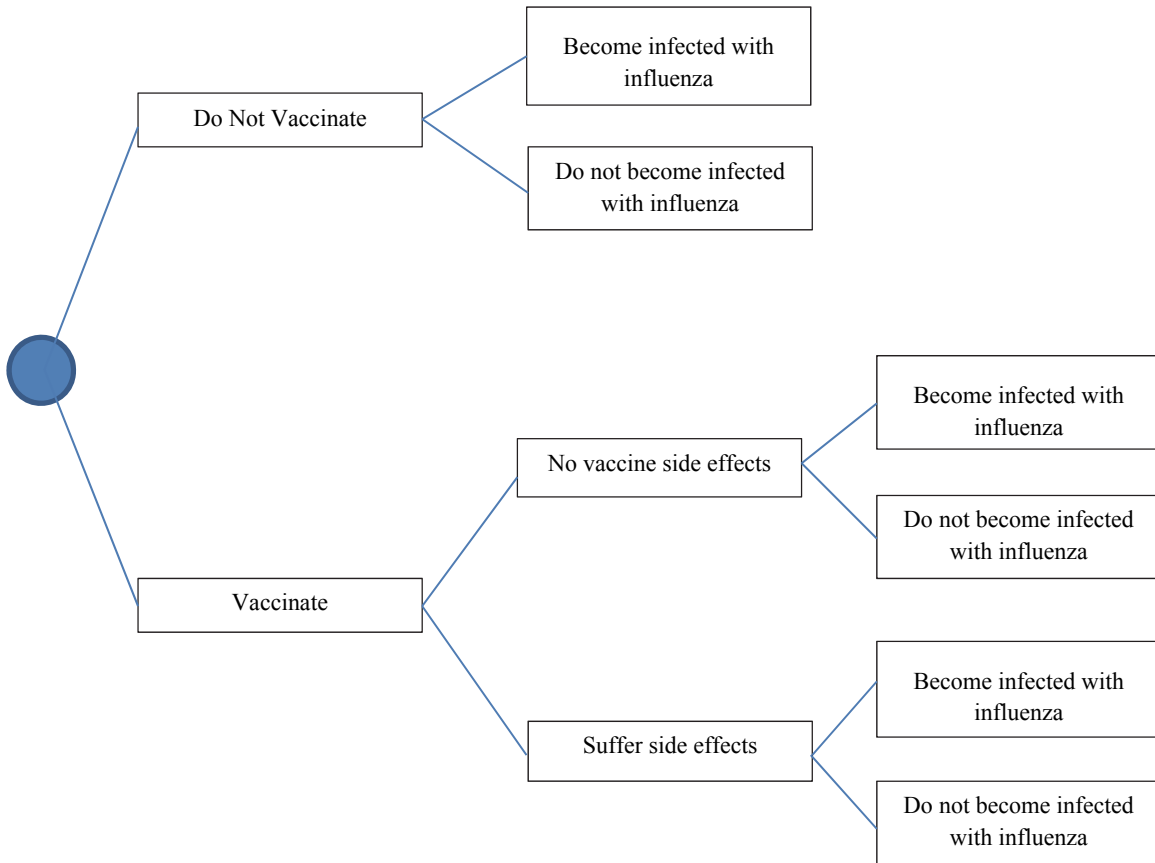 Become infected with
influenza
Do Not Vaccinate
Do not become infected
with influenza
Become infected with
influenza
No vaccine side effects
Do not become infected
with influenza
Vaccinate
Become infected with
influenza
Suffer side effects
Do not become infected
with influenza